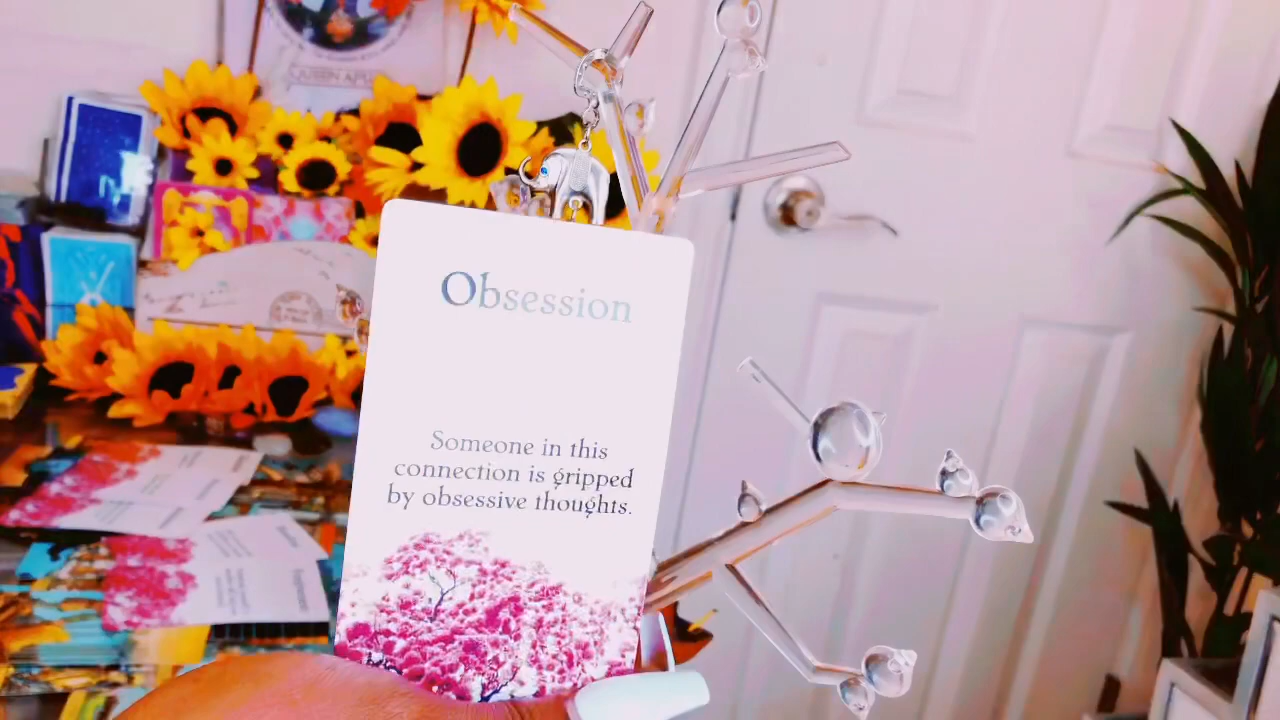 Obsession
Someone in this
connection is gripped
by obsessive thoughts.